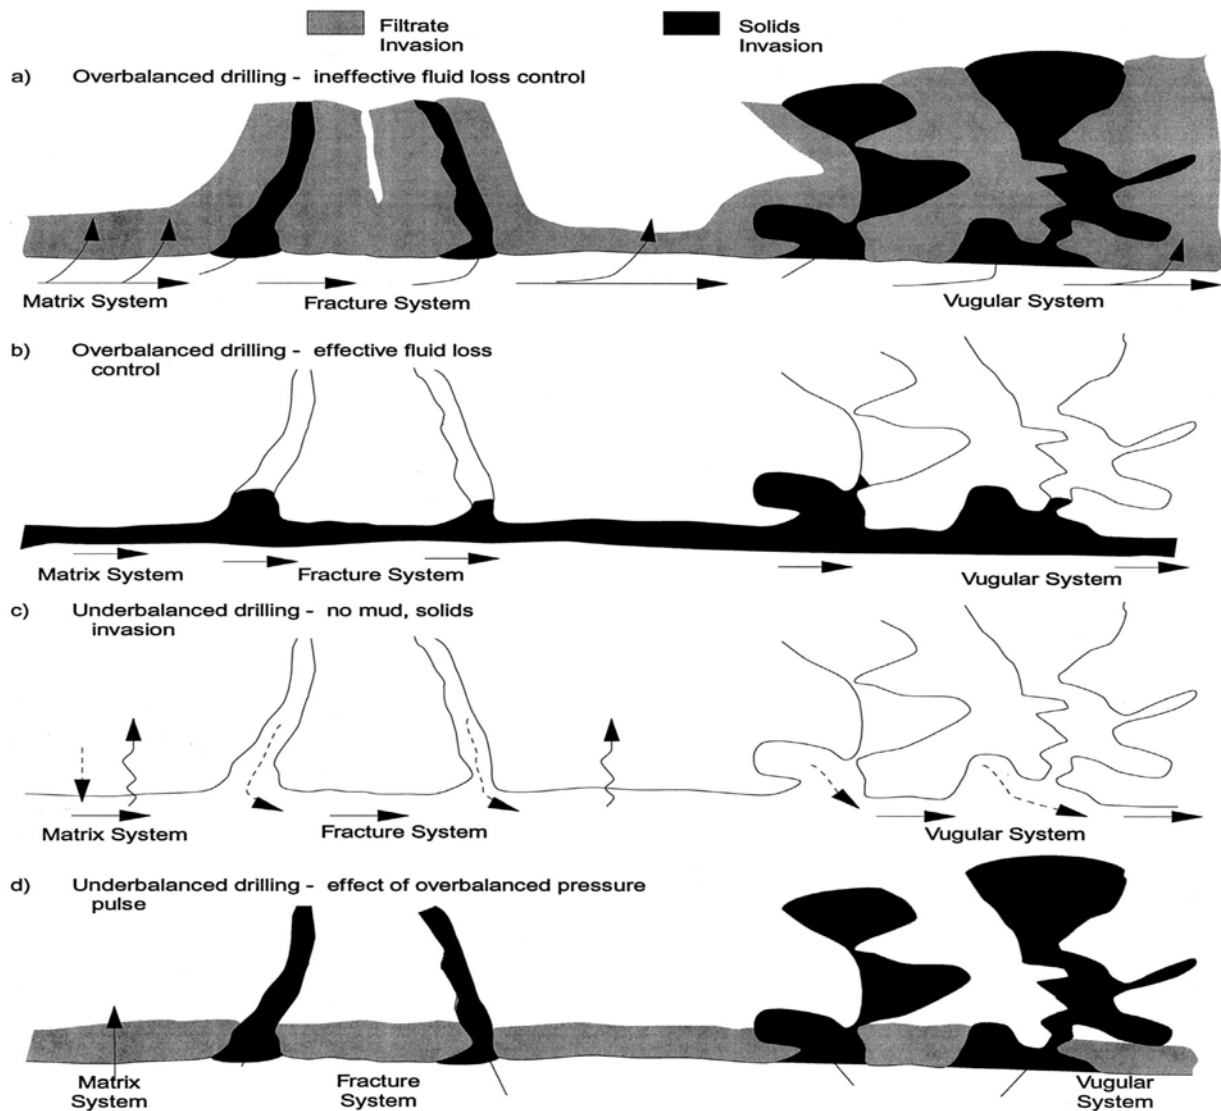 Filtrate
Invasion
Solids
Invasion
a) Overbalanced drilling - ineffective fluid loss control
Matrix System
Fracture System
Vugular System
b) Overbalanced drilling - effective fluid loss
control
Matrix System
Fracture System
Vugular System
c) Underbalanced drilling - no mud, solids
invasion
Matrix System
Fracture System
Vugular System
d) Underbalanced drilling - effect of overbalanced pressure
pulse
Matrix
System
Fracture
System
Vugular
System